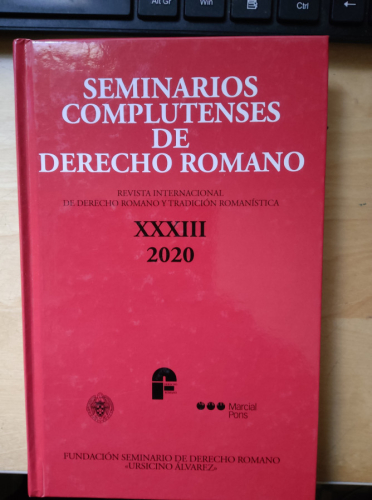 Alt Gr
Win
Ctrl
SEMINARIOS
COMPLUTENSES
DE
DERECHO ROMANO
REVISTA INTERNACIONAL
DE DERECHO ROMANO Y TRADICIÓN ROMANÍSTICA
XXXIII
2020
Marcial
Pons
FUNDACIÓN SEMINARIO DE DERECHO ROMANO
«URSICINO ÁLVAREZ»